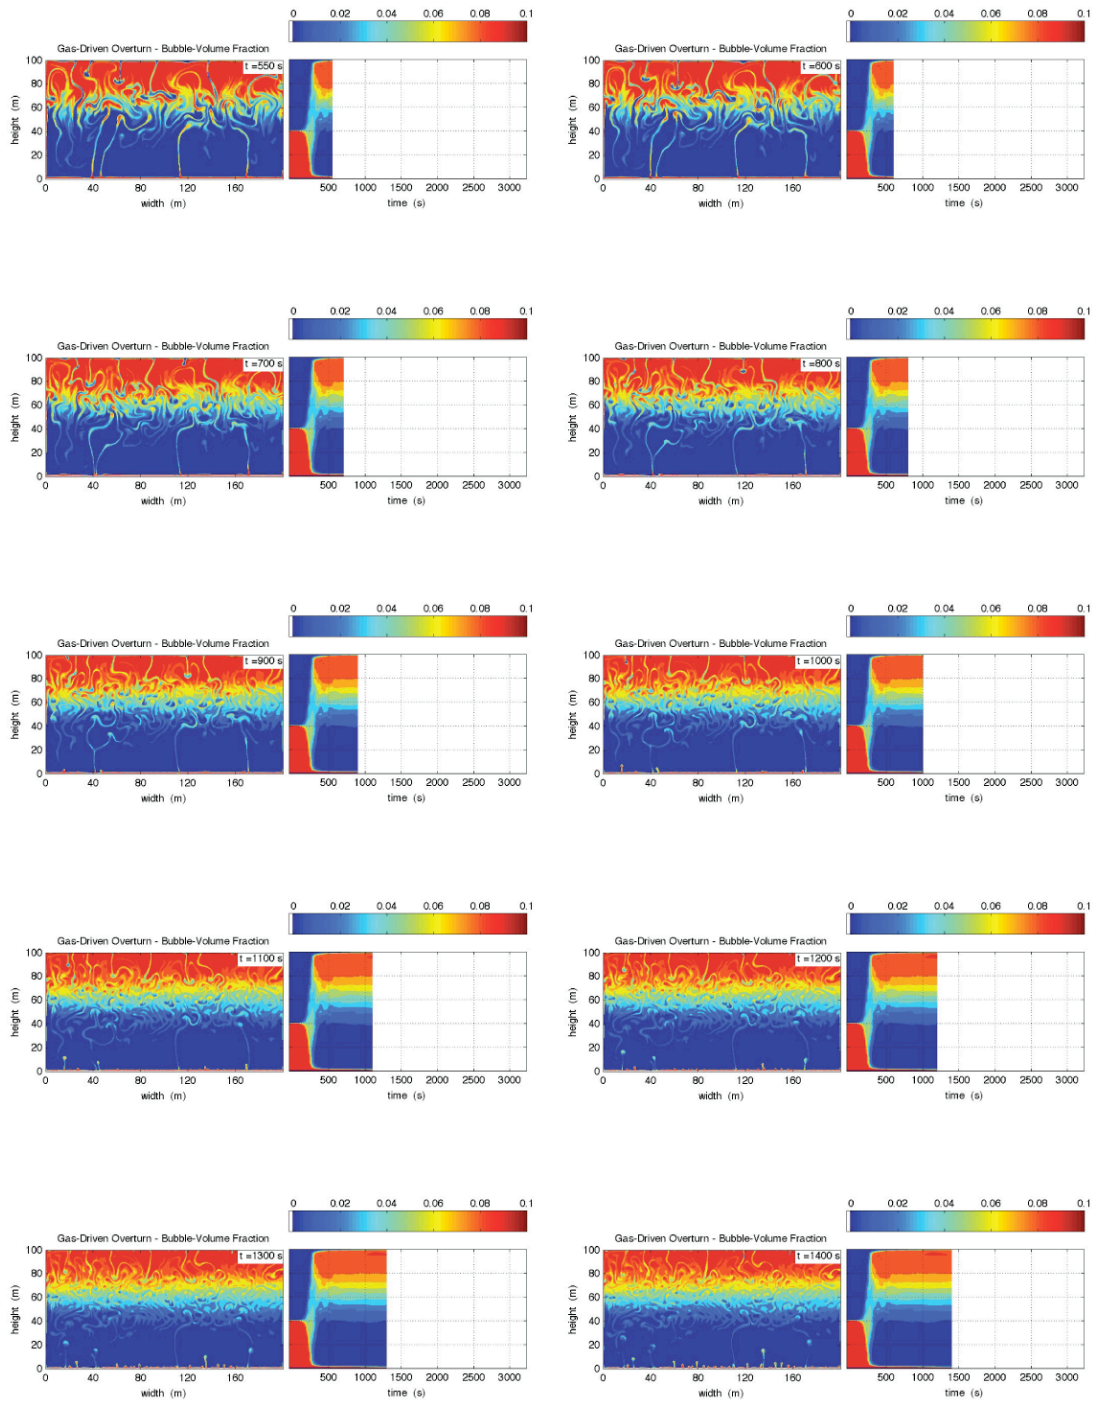 0 0.02 0.04 0.06 0.08 0.1
Gas-Driven Overturn - Bubble-Volume Fraction
t =550 s
height (m)
100
80
60
40
20
0
0 40 80 120 160
width (m)
500 1000 1500 2000 2500 3000
time (s)
0 0.02 0.04 0.06 0.08 0.1
Gas-Driven Overturn - Bubble-Volume Fraction
t =600 s
height (m)
100
80
60
40
20
0
0 40 80 120 160
width (m)
500 1000 1500 2000 2500 3000
time (s)
0 0.02 0.04 0.06 0.08 0.1
Gas-Driven Overturn - Bubble-Volume Fraction
t =700 s
height (m)
100
80
60
40
20
0
0 40 80 120 160
width (m)
500 1000 1500 2000 2500 3000
time (s)
0 0.02 0.04 0.06 0.08 0.1
Gas-Driven Overturn - Bubble-Volume Fraction
t =800 s
height (m)
100
80
60
40
20
0
0 40 80 120 160
width (m)
500 1000 1500 2000 2500 3000
time (s)
0 0.02 0.04 0.06 0.08 0.1
Gas-Driven Overturn - Bubble-Volume Fraction
t =900 s
height (m)
100
80
60
40
20
0
0 40 80 120 160
width (m)
500 1000 1500 2000 2500 3000
time (s)
0 0.02 0.04 0.06 0.08 0.1
Gas-Driven Overturn - Bubble-Volume Fraction
t =1000 s
height (m)
100
80
60
40
20
0
0 40 80 120 160
width (m)
500 1000 1500 2000 2500 3000
time (s)
0 0.02 0.04 0.06 0.08 0.1
Gas-Driven Overturn - Bubble-Volume Fraction
t =1100 s
height (m)
100
80
60
40
20
0
0 40 80 120 160
width (m)
500 1000 1500 2000 2500 3000
time (s)
0 0.02 0.04 0.06 0.08 0.1
Gas-Driven Overturn - Bubble-Volume Fraction
t =1200 s
height (m)
100
80
60
40
20
0
0 40 80 120 160
width (m)
500 1000 1500 2000 2500 3000
time (s)
0 0.02 0.04 0.06 0.08 0.1
Gas-Driven Overturn - Bubble-Volume Fraction
t =1300 s
height (m)
100
80
60
40
20
0
0 40 80 120 160
width (m)
500 1000 1500 2000 2500 3000
time (s)
0 0.02 0.04 0.06 0.08 0.1
Gas-Driven Overturn - Bubble-Volume Fraction
t =1400 s
height (m)
100
80
60
40
20
0
0 40 80 120 160
width (m)
500 1000 1500 2000 2500 3000
time (s)